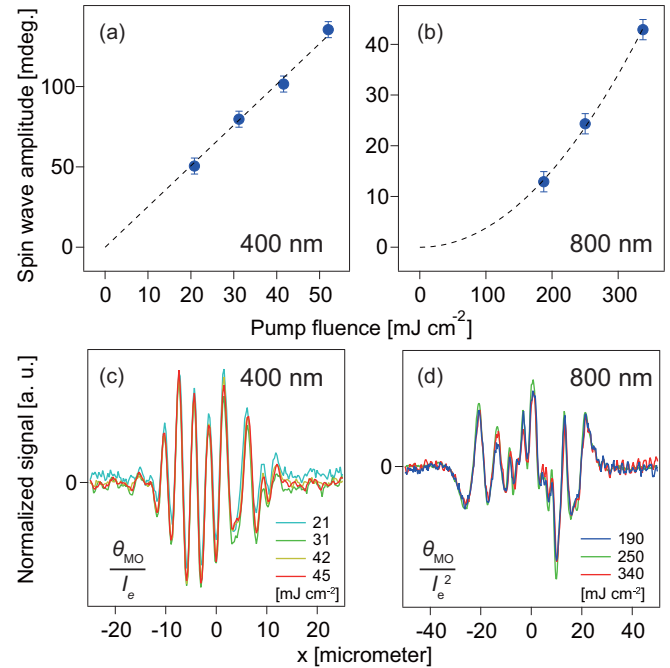 (a)
400 nm
Spin wave amplitude [mdeg.]
100
50
0
0 10 20 30 40 50
(b)
800 nm
40
30
20
10
0
0 100 200 300
Pump fluence [mJ cm-2]
(c)
400 nm
Normalized signal [a. u.]
0
θMO
Ie
21
31
42
45
[mJ cm-2]
-20 -10 0 10 20
(d)
800 nm
0
θMO
Ie2
190
250
340
[mJ cm-2]
-40 -20 0 20 40
x [micrometer]